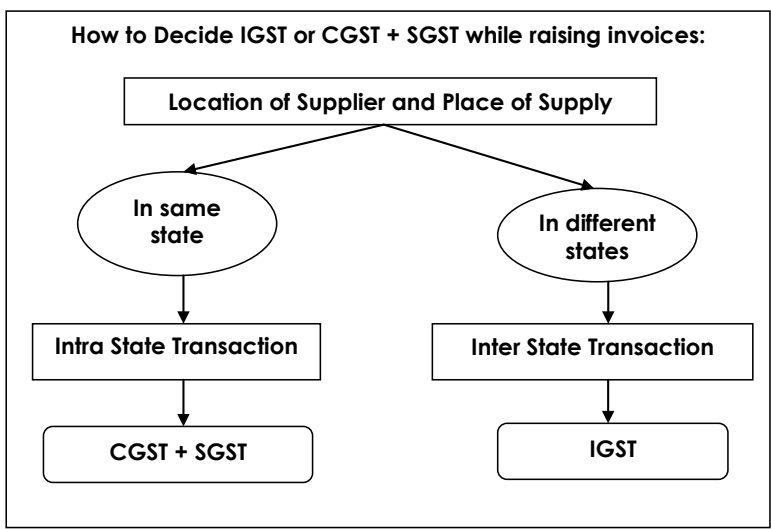 How to Decide IGST or CGST + SGST while raising invoices:
Location of Supplier and Place of Supply
In same
state
In different
states
Intra State Transaction
Inter State Transaction
CGST + SGST
IGST